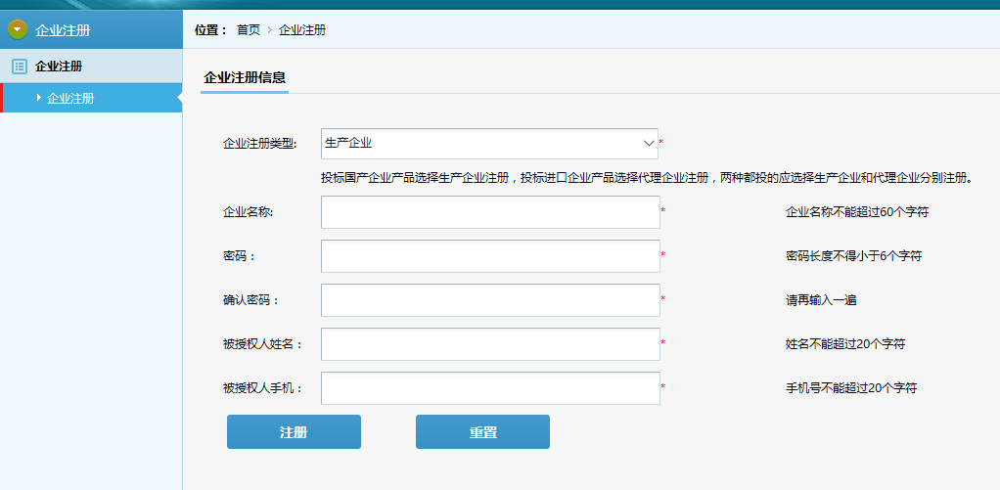 企业注册
位置： 首页 > 企业注册
企业注册
企业注册信息
企业注册
企业注册类型: 生产企业 *
投标国产企业产品选择生产企业注册，投标进口企业产品选择代理企业注册，两种都投的应选择生产企业和代理企业分别注册。
企业名称: * 企业名称不能超过60个字符
密码： * 密码长度不得小于6个字符
确认密码： * 请再输入一遍
被授权人姓名： * 姓名不能超过20个字符
被授权人手机： * 手机号不能超过20个字符
注册 重置